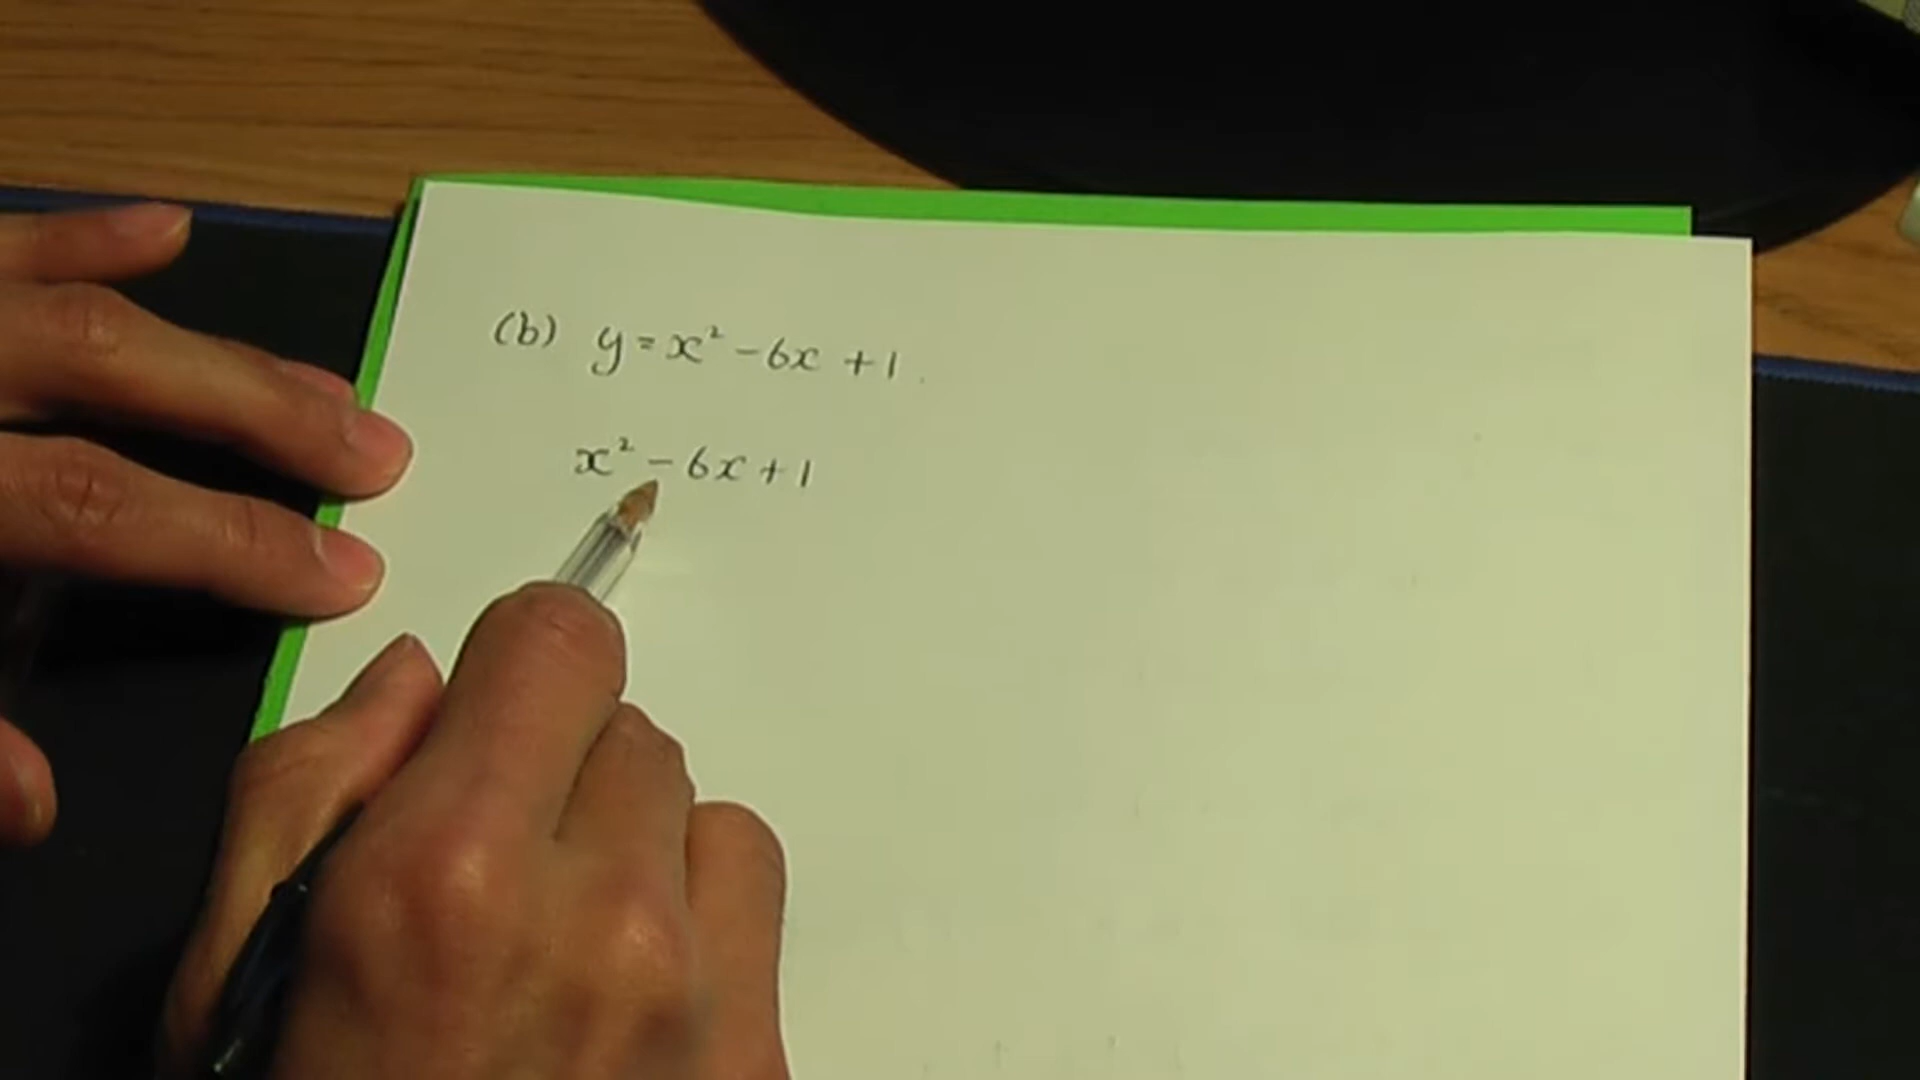 (b) y = x² - 6x + 1
x² - 6x + 1